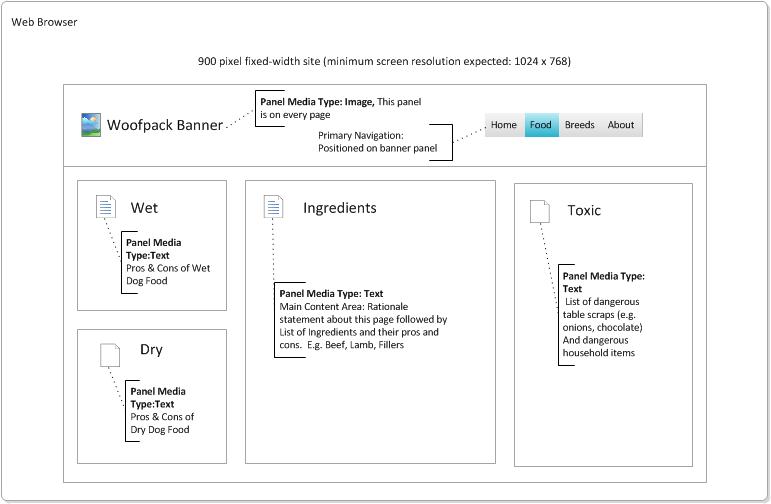 Web Browser
900 pixel fixed-width site (minimum screen resolution expected: 1024 x 768)
Woofpack Banner
Panel Media Type: Image, This panel
is on every page
Primary Navigation:
Positioned on banner panel
Home Food Breeds About
Wet
Panel Media
Type:Text
Pros & Cons of Wet
Dog Food
Dry
Panel Media
Type:Text
Pros & Cons of
Dry Dog Food
Ingredients
Panel Media Type: Text
Main Content Area: Rationale
statement about this page followed by
List of Ingredients and their pros and
cons. E.g. Beef, Lamb, Fillers
Toxic
Panel Media Type:
Text
List of dangerous
table scraps (e.g.
onions, chocolate)
And dangerous
household items